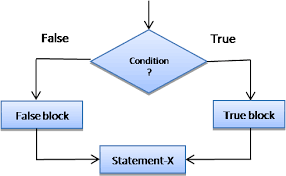 False
True
Condition
?
False block
True block
Statement-X